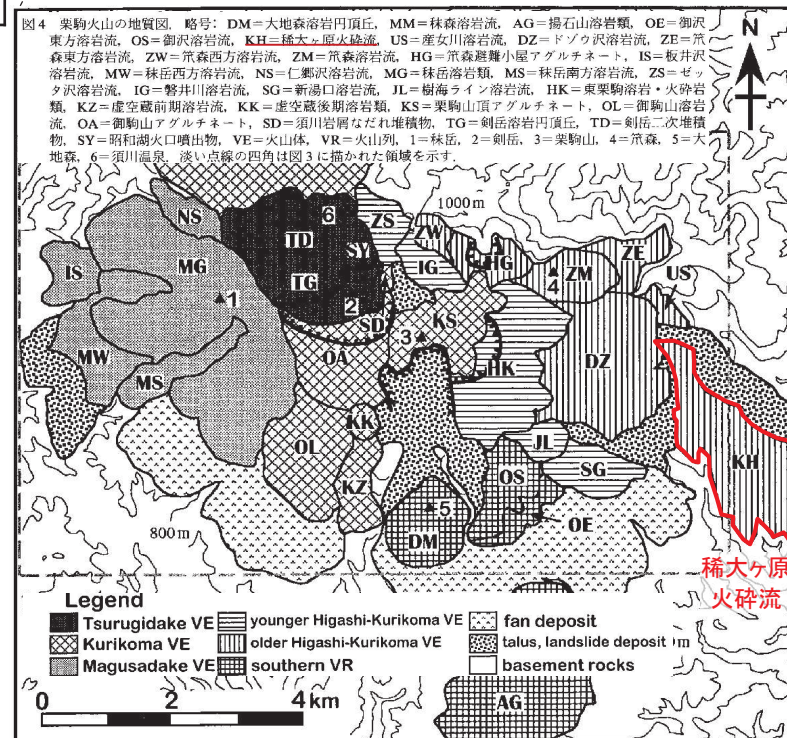 図4 栗駒火山の地質図. 略号: DM=大地森溶岩円頂丘, MM=秣森溶岩流, AG=揚石山溶岩類, OE=御沢
東方溶岩流, OS=御沢溶岩流, KH=稀大ヶ原火砕流, US=産女川溶岩流, DZ=ドゾウ沢溶岩流, ZE=笊
森東方溶岩流, ZW=笊森西方溶岩流, ZM=笊森溶岩流, HG=笊森避難小屋アグルチネート, IS=板井沢
溶岩流, MW=秣岳西方溶岩流, NS=仁郷沢溶岩流, MG=秣岳溶岩類, MS=秣岳南方溶岩流, ZS=ゼッ
タ沢溶岩流, IG=磐井川溶岩流, SG=新湯口溶岩流, JL=樹海ライン溶岩流, HK=東栗駒溶岩・火砕岩
類, KZ=虚空蔵前期溶岩流, KK=虚空蔵後期溶岩類, KS=栗駒山頂アグルチネート, OL=御駒山溶岩
流, OA=御駒山アグルチネート, SD=須川岩屑なだれ堆積物, TG=剣岳溶岩円頂丘, TD=剣岳二次堆積
物, SY=昭和湖火口噴出物, VE=火山体, VR=火山列, 1=秣岳, 2=剣岳, 3=栗駒山, 4=笊森, 5=大
地森, 6=須川温泉. 淡い点線の四角は図3に描かれた領域を示す.
N
1000m
NS
6
ZS
ZW
TD
SY
IG
HG
ZM
ZE
4
US
IS
MG
1
TG
2
SD
KS
3
MW
MS
OA
HK
DZ
KK
OL
KZ
JL
OS
SG
KH
5
DM
OE
800m
稀大ヶ原
火砕流
Legend
Tsurugidake VE
younger Higashi-Kurikoma VE
fan deposit
Kurikoma VE
older Higashi-Kurikoma VE
talus, landslide deposit
m
Magusadake VE
southern VR
basement rocks
0 2 4 km
AG